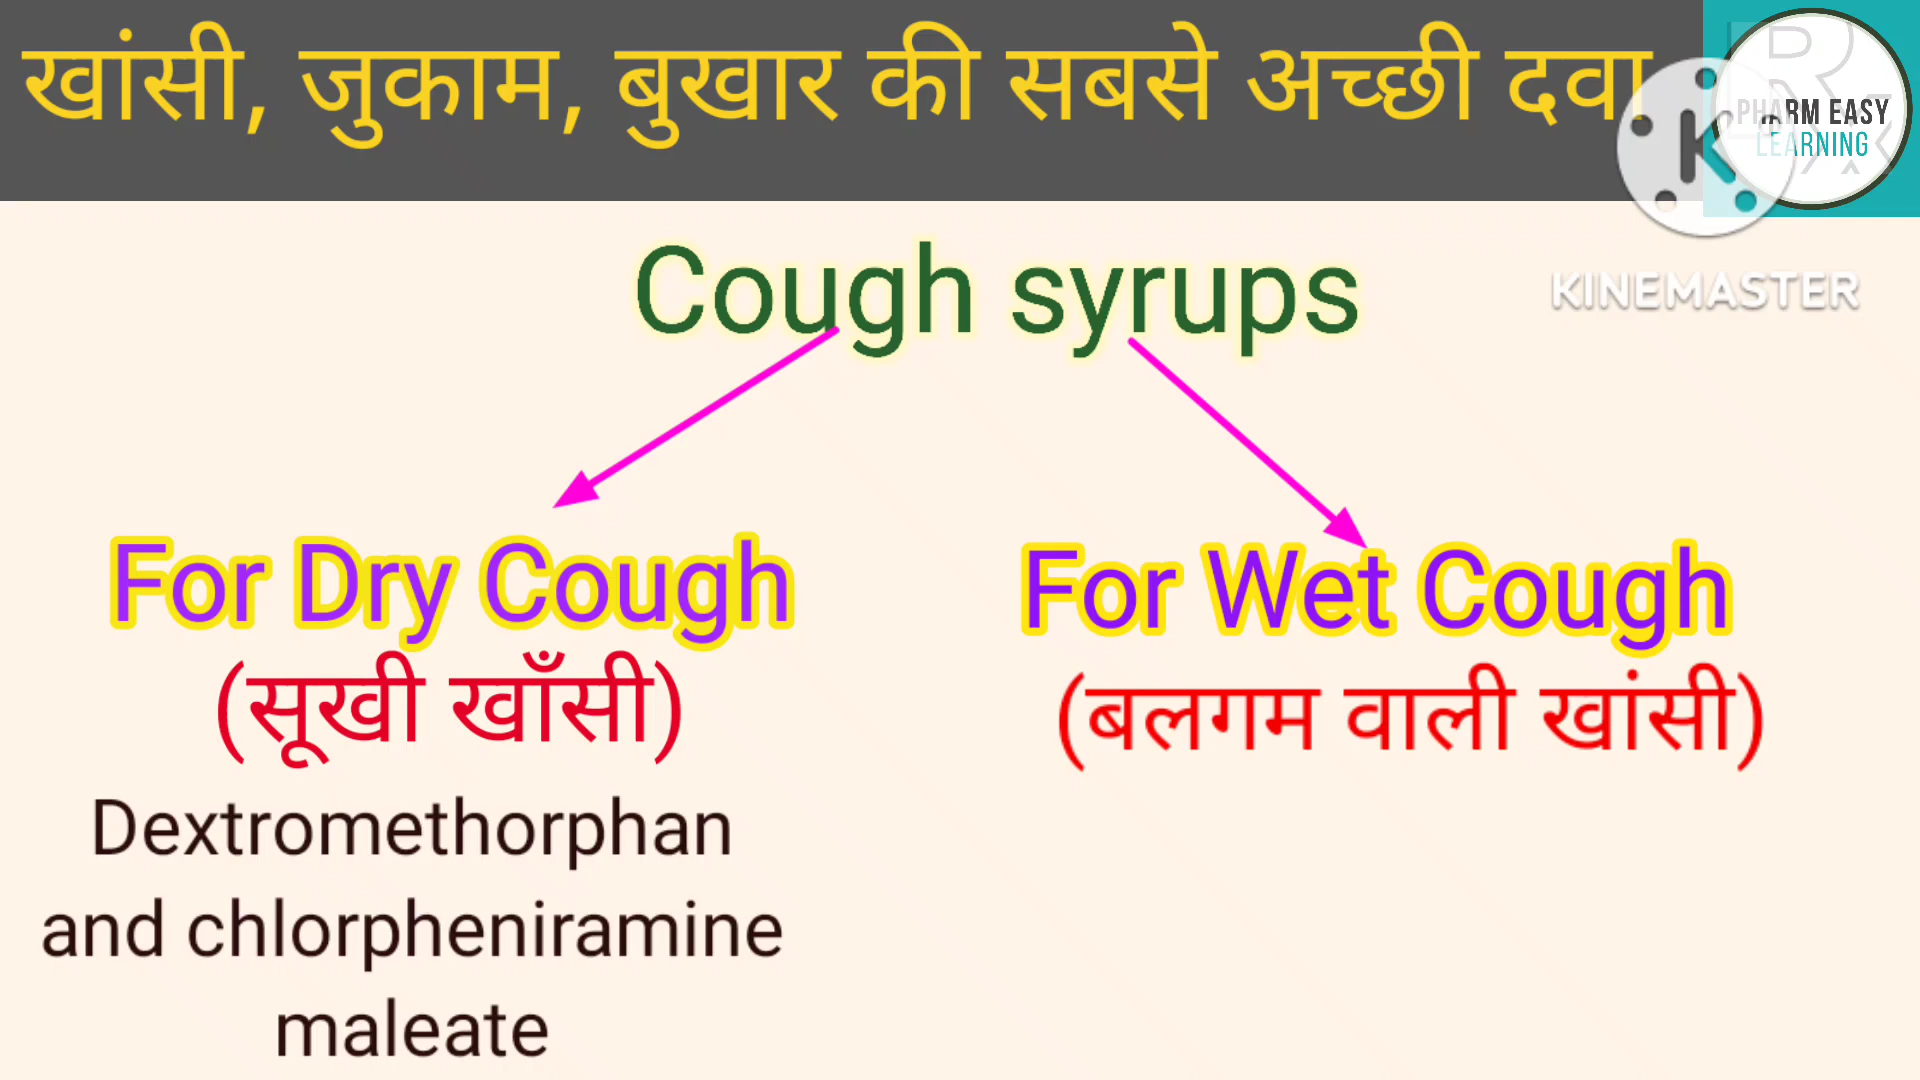 खांसी, जुकाम, बुखार की सबसे अच्छी दवा
PHARM EASY
LEARNING
KINEMASTER
Cough syrups
For Dry Cough
For Wet Cough
(सूखी खाँसी)
(बलगम वाली खांसी)
Dextromethorphan
and chlorpheniramine
maleate